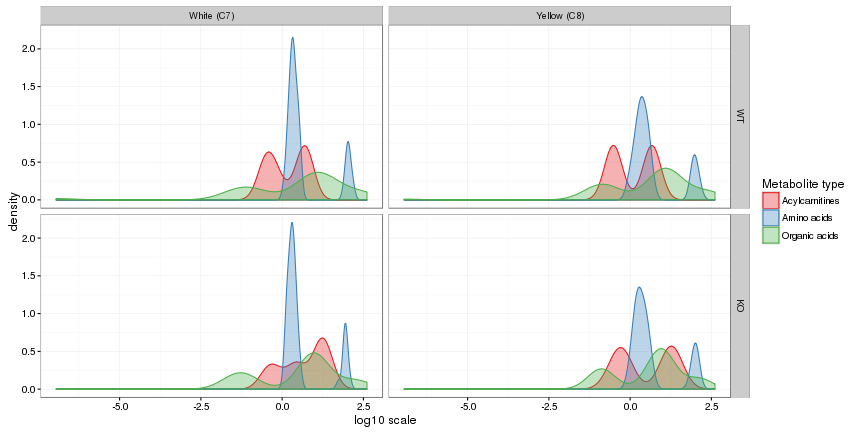 White (C7)
Yellow (C8)
2.0
1.5
1.0
0.5
0.0
WT
2.0
1.5
1.0
0.5
0.0
KO
density
-5.0
-2.5
0.0
2.5
-5.0
-2.5
0.0
2.5
log10 scale
Metabolite type
Acylcarnitines
Amino acids
Organic acids